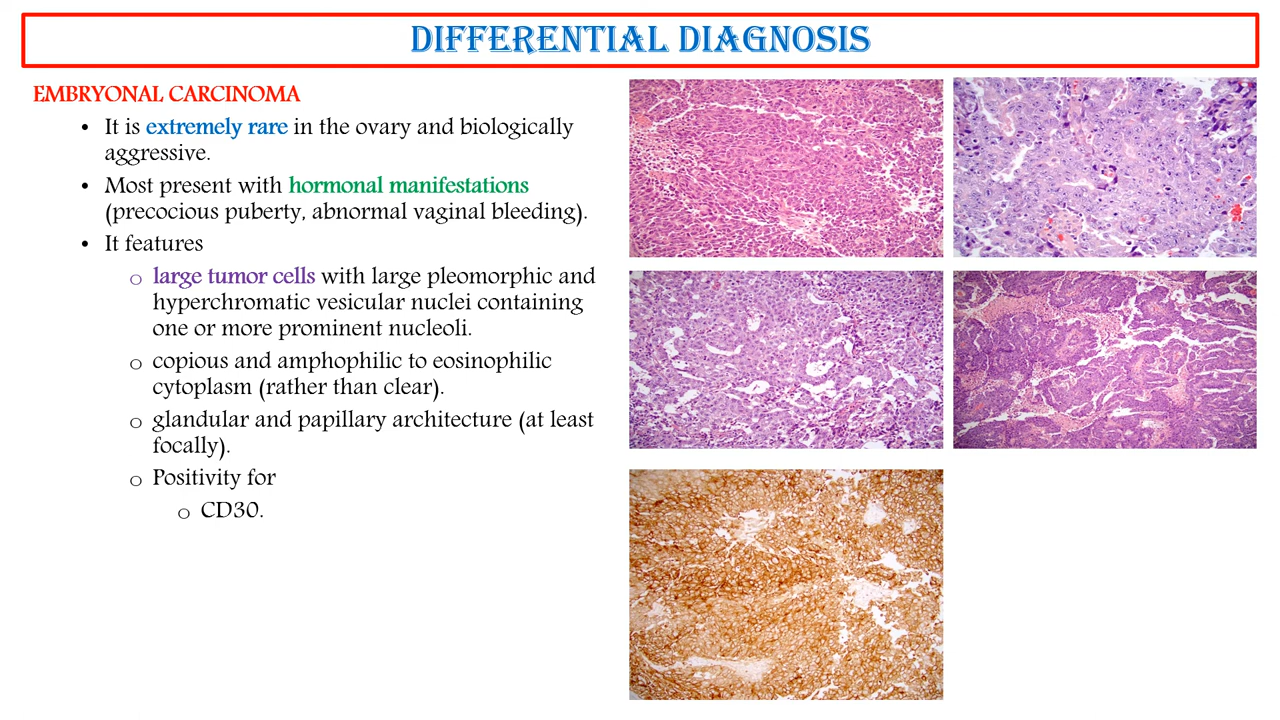 DIFFERENTIAL DIAGNOSIS
EMBRYONAL CARCINOMA
• It is extremely rare in the ovary and biologically
aggressive.
• Most present with hormonal manifestations
(precocious puberty, abnormal vaginal bleeding).
• It features
o large tumor cells with large pleomorphic and
hyperchromatic vesicular nuclei containing
one or more prominent nucleoli.
o copious and amphophilic to eosinophilic
cytoplasm (rather than clear).
o glandular and papillary architecture (at least
focally).
o Positivity for
o CD30.